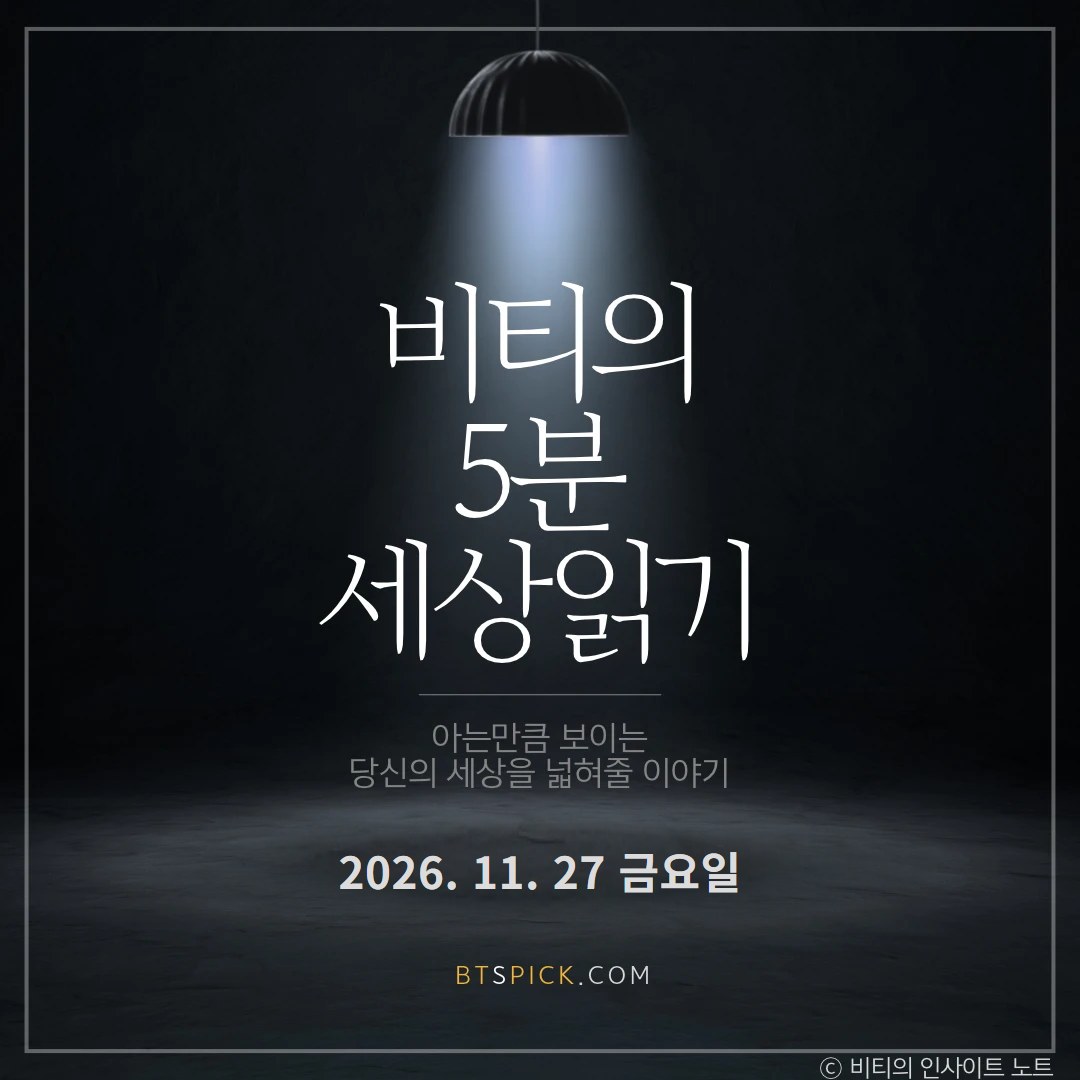 비티의
5분
세상읽기
아는만큼 보이는
당신의 세상을 넓혀줄 이야기
2026. 11. 27 금요일
BTSPICK.COM
ⓒ 비티의 인사이트 노트